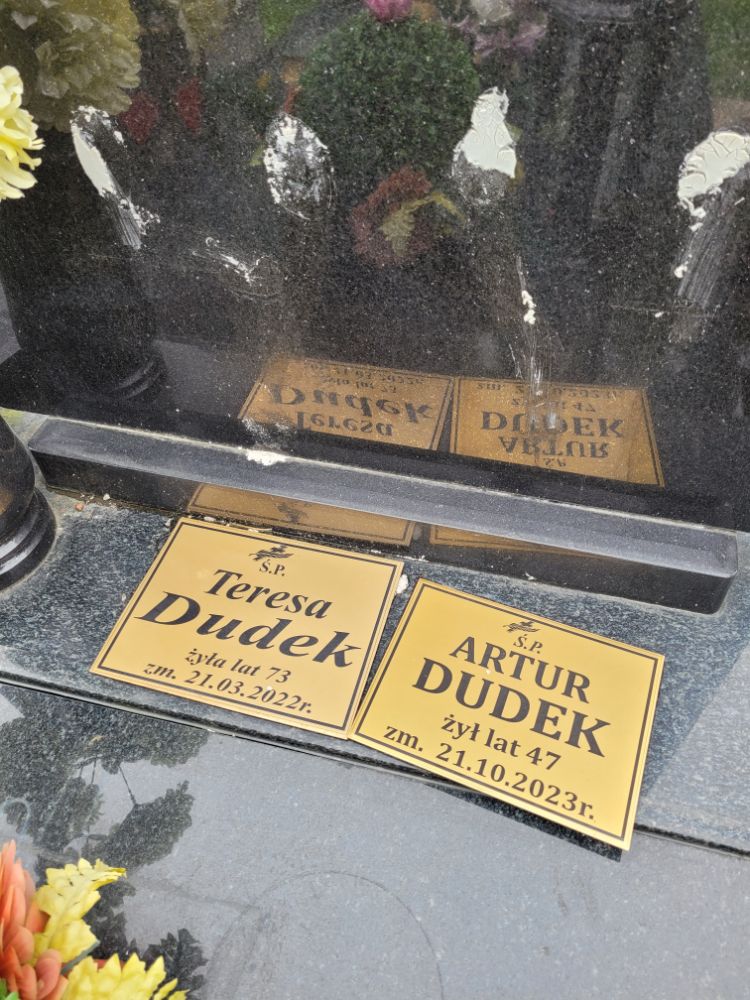 Ś.P.
Teresa
Dudek
żyła lat 73
zm. 21.03.2022r.
Ś.P.
ARTUR
DUDEK
żył lat 47
zm. 21.10.2023r.